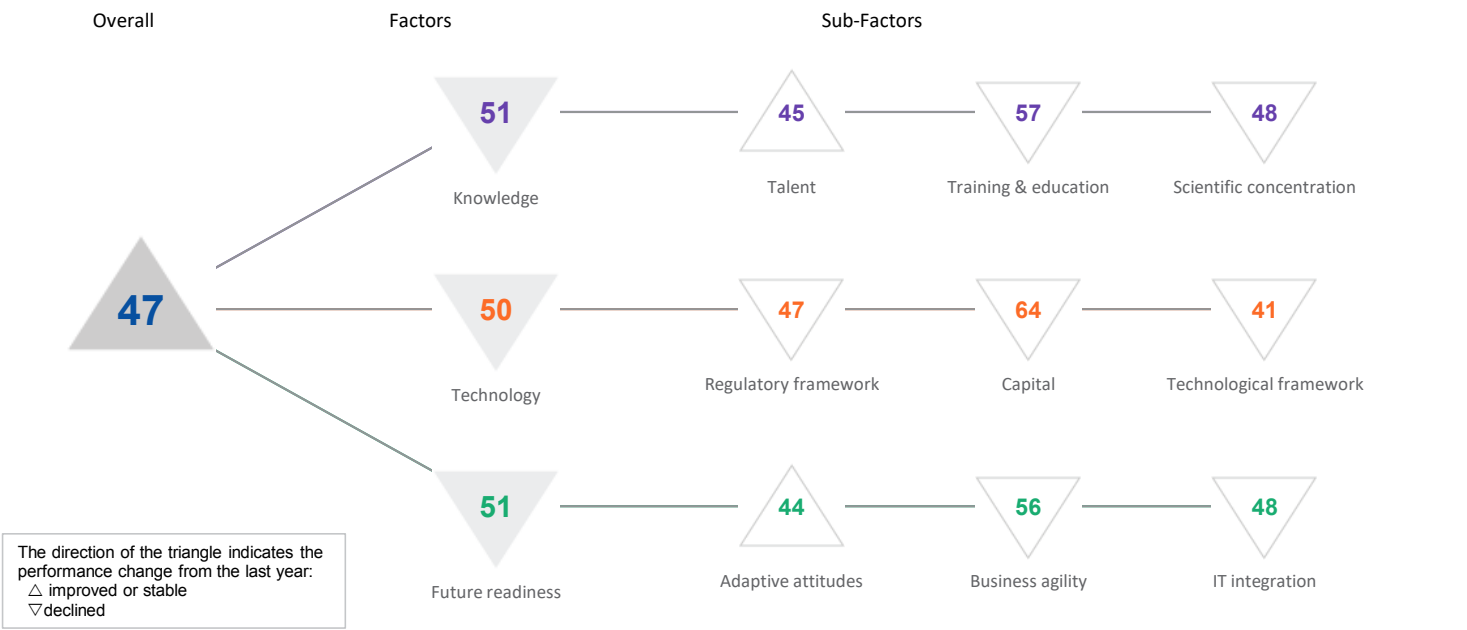 Overall
Factors
Sub-Factors
51
45
57
48
Knowledge
Talent
Training & education
Scientific concentration
47
50
47
64
41
Technology
Regulatory framework
Capital
Technological framework
51
44
56
48
Future readiness
Adaptive attitudes
Business agility
IT integration
The direction of the triangle indicates the
performance change from the last year:
△ improved or stable
▽declined